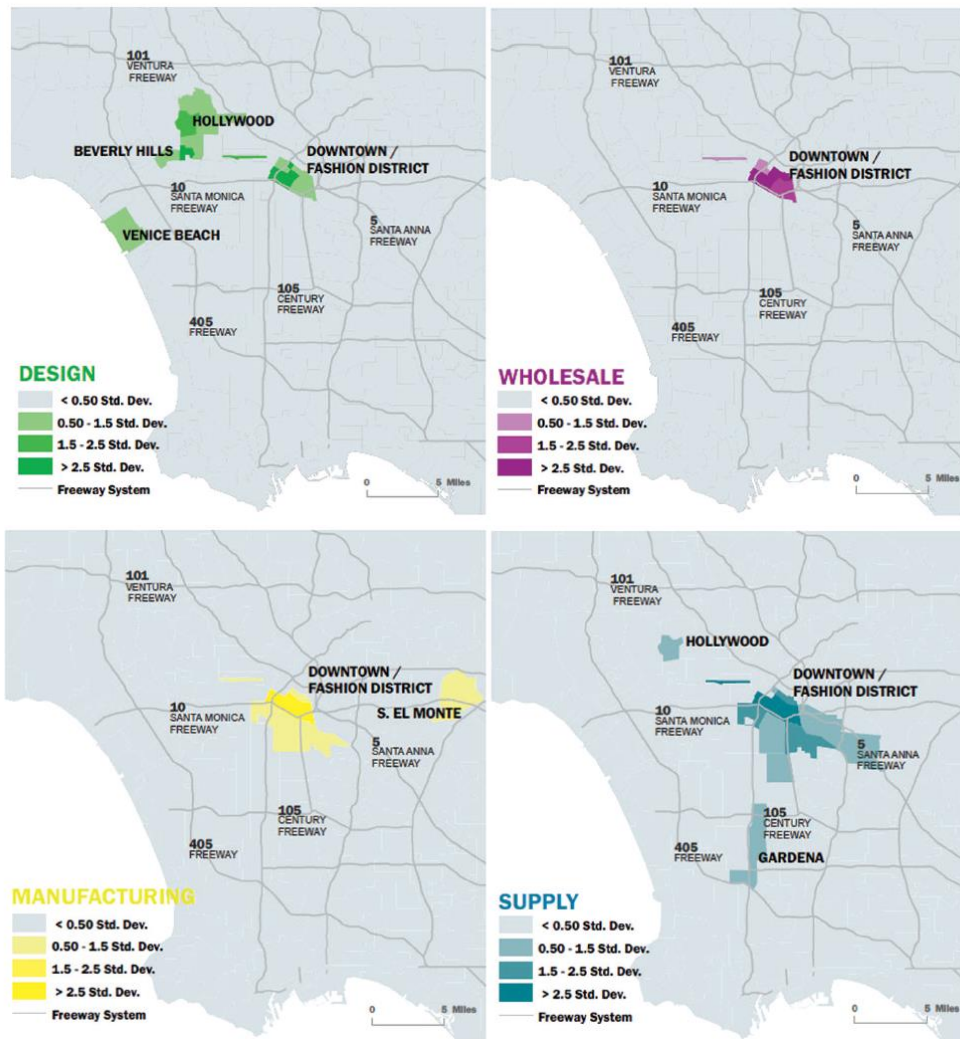 101
VENTURA
FREEWAY
HOLLYWOOD
BEVERLY HILLS
DOWNTOWN /
FASHION DISTRICT
10
SANTA MONICA
FREEWAY
VENICE BEACH
5
SANTA ANNA
FREEWAY
105
CENTURY
FREEWAY
405
FREEWAY
DESIGN
< 0.50 Std. Dev.
0.50 - 1.5 Std. Dev.
1.5 - 2.5 Std. Dev.
> 2.5 Std. Dev.
Freeway System
0 5 Miles
101
VENTURA
FREEWAY
DOWNTOWN /
FASHION DISTRICT
10
SANTA MONICA
FREEWAY
5
SANTA ANNA
FREEWAY
105
CENTURY
FREEWAY
405
FREEWAY
WHOLESALE
< 0.50 Std. Dev.
0.50 - 1.5 Std. Dev.
1.5 - 2.5 Std. Dev.
> 2.5 Std. Dev.
Freeway System
0 5 Miles
101
VENTURA
FREEWAY
DOWNTOWN /
FASHION DISTRICT
10
SANTA MONICA
FREEWAY
S. EL MONTE
5
SANTA ANNA
FREEWAY
105
CENTURY
FREEWAY
405
FREEWAY
MANUFACTURING
< 0.50 Std. Dev.
0.50 - 1.5 Std. Dev.
1.5 - 2.5 Std. Dev.
> 2.5 Std. Dev.
Freeway System
0 5 Miles
101
VENTURA
FREEWAY
HOLLYWOOD
DOWNTOWN /
FASHION DISTRICT
10
SANTA MONICA
FREEWAY
5
SANTA ANNA
FREEWAY
105
CENTURY
FREEWAY
405
FREEWAY
GARDENA
SUPPLY
< 0.50 Std. Dev.
0.50 - 1.5 Std. Dev.
1.5 - 2.5 Std. Dev.
> 2.5 Std. Dev.
Freeway System
0 5 Miles